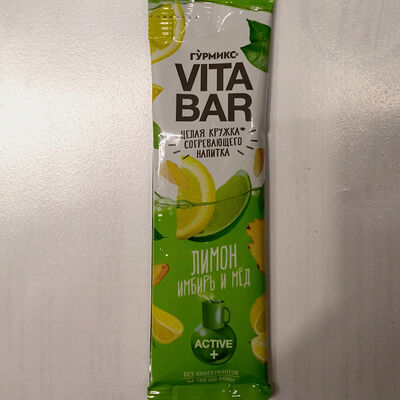 ГУРМИКС®
VITA
BAR
ЦЕЛАЯ КРУЖКА*
СОГРЕВАЮЩЕГО
НАПИТКА
ЛИМОН
ИМБИРЬ И МЁД
ACTIVE
+
БЕЗ КОНСЕРВАНТОВ